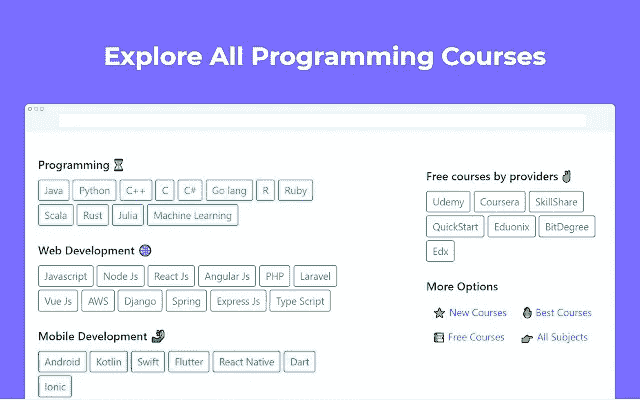 Explore All Programming Courses
Programming
Java Python C++ C C# Go lang R Ruby
Scala Rust Julia Machine Learning
Web Development
Javascript Node Js React Js Angular Js PHP Laravel
Vue Js AWS Django Spring Express Js Type Script
Mobile Development
Android Kotlin Swift Flutter React Native Dart
Ionic
Free courses by providers
Udemy Coursera SkillShare
QuickStart Eduonix BitDegree
Edx
More Options
New Courses Best Courses
Free Courses All Subjects